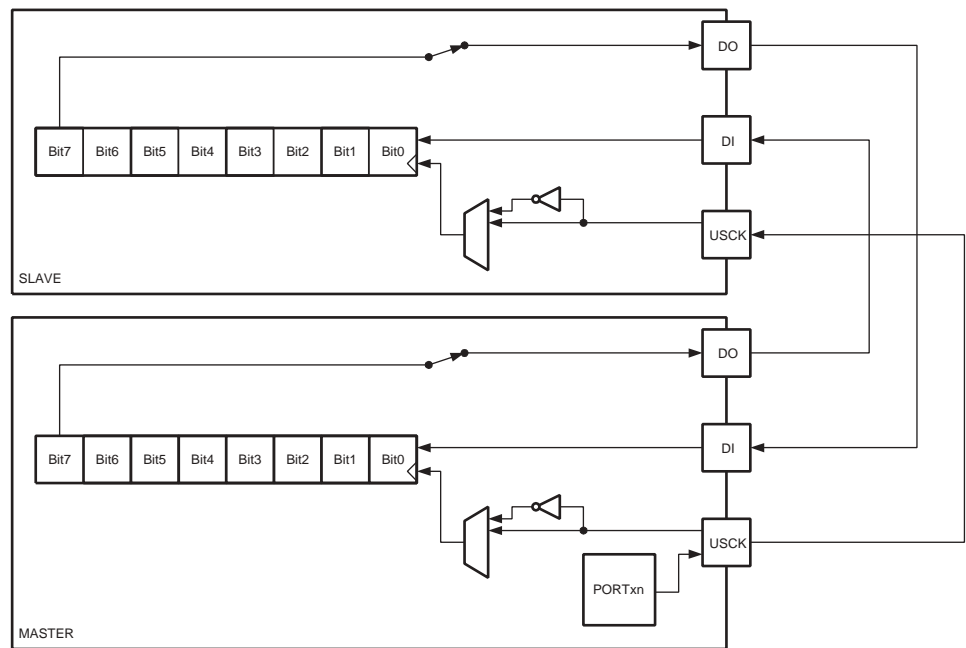 DO
Bit7 Bit6 Bit5 Bit4 Bit3 Bit2 Bit1 Bit0
DI
USCK
SLAVE
DO
Bit7 Bit6 Bit5 Bit4 Bit3 Bit2 Bit1 Bit0
DI
USCK
PORTxn
MASTER